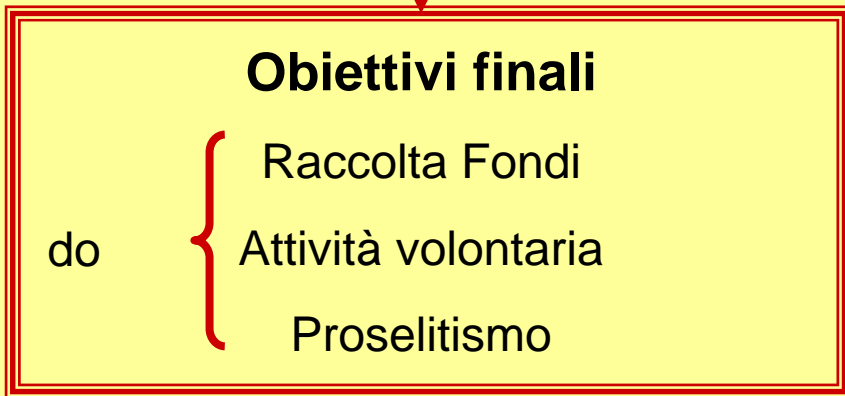 Obiettivi finali
Raccolta Fondi
do Attività volontaria
Proselitismo